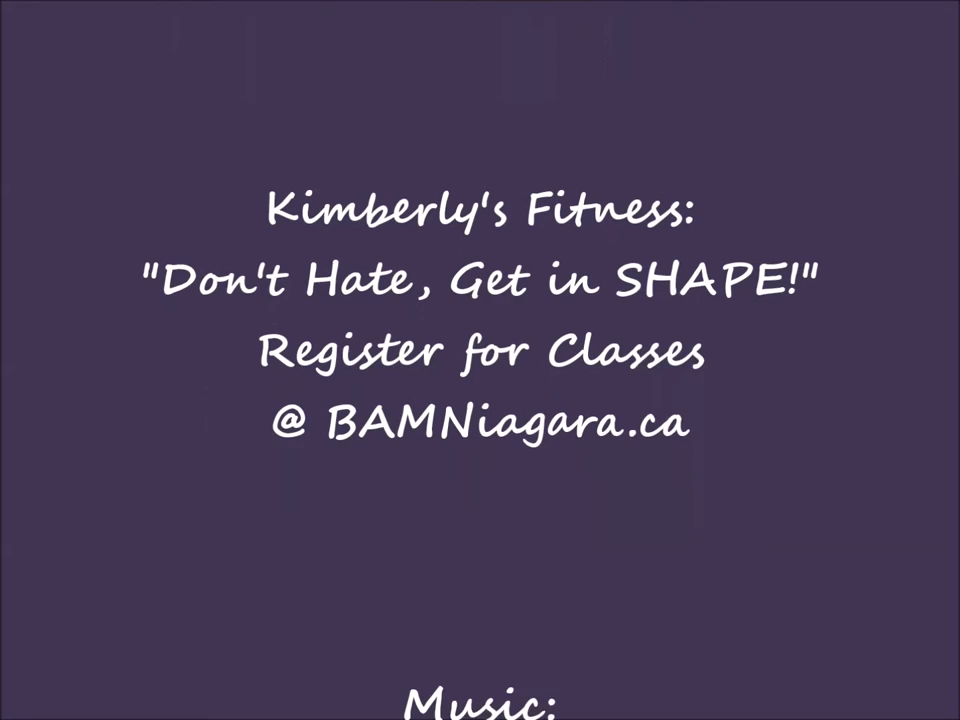 Kimberly's Fitness:
"Don't Hate, Get in SHAPE!"
Register for Classes
@ BAMNiagara.ca
Music: